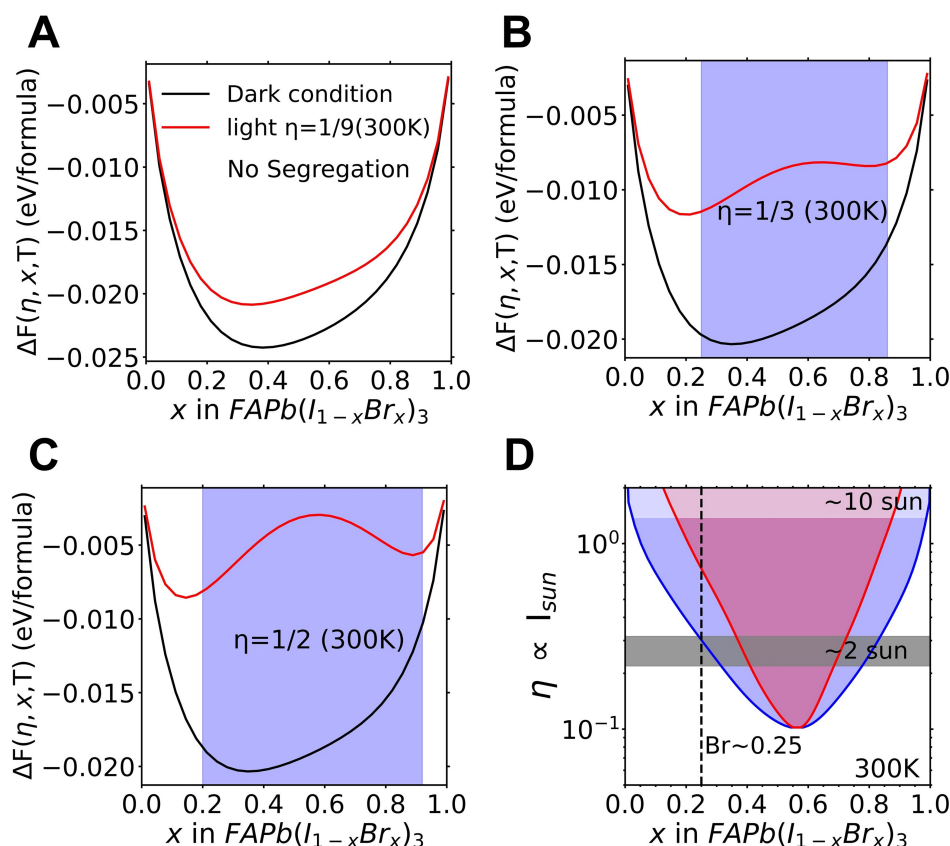 A
ΔF(η, x,T) (eV/formula)
−0.005
−0.010
−0.015
−0.020
−0.025
Dark condition
light η=1/9(300K)
No Segregation
0.0 0.2 0.4 0.6 0.8 1.0
x in FAPb(I₁₋ₓBrₓ)₃
B
ΔF(η, x,T) (eV/formula)
−0.005
−0.010
−0.015
−0.020
η=1/3 (300K)
0.0 0.2 0.4 0.6 0.8 1.0
x in FAPb(I₁₋ₓBrₓ)₃
C
ΔF(η, x,T) (eV/formula)
−0.005
−0.010
−0.015
−0.020
η=1/2 (300K)
0.0 0.2 0.4 0.6 0.8 1.0
x in FAPb(I₁₋ₓBrₓ)₃
D
η ∝ Isun
10⁰
10⁻¹
~10 sun
~2 sun
Br~0.25
300K
0.0 0.2 0.4 0.6 0.8 1.0
x in FAPb(I₁₋ₓBrₓ)₃